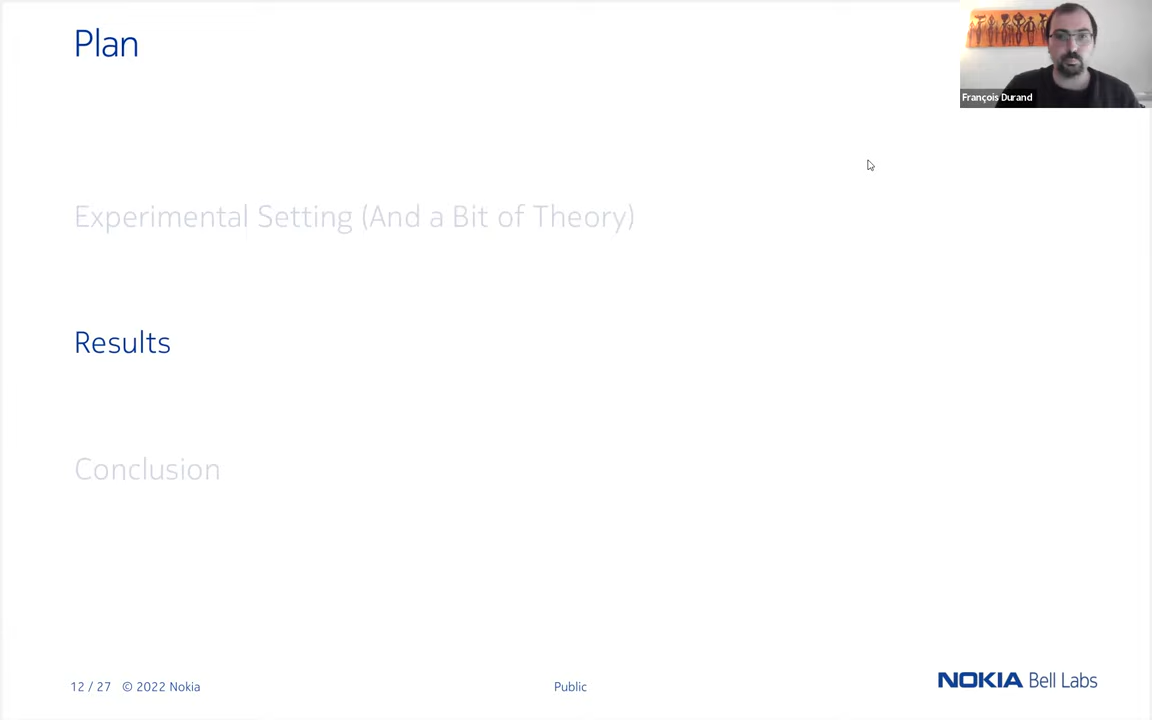 Plan
François Durand
Experimental Setting (And a Bit of Theory)
Results
Conclusion
12 / 27 © 2022 Nokia
Public
NOKIA Bell Labs